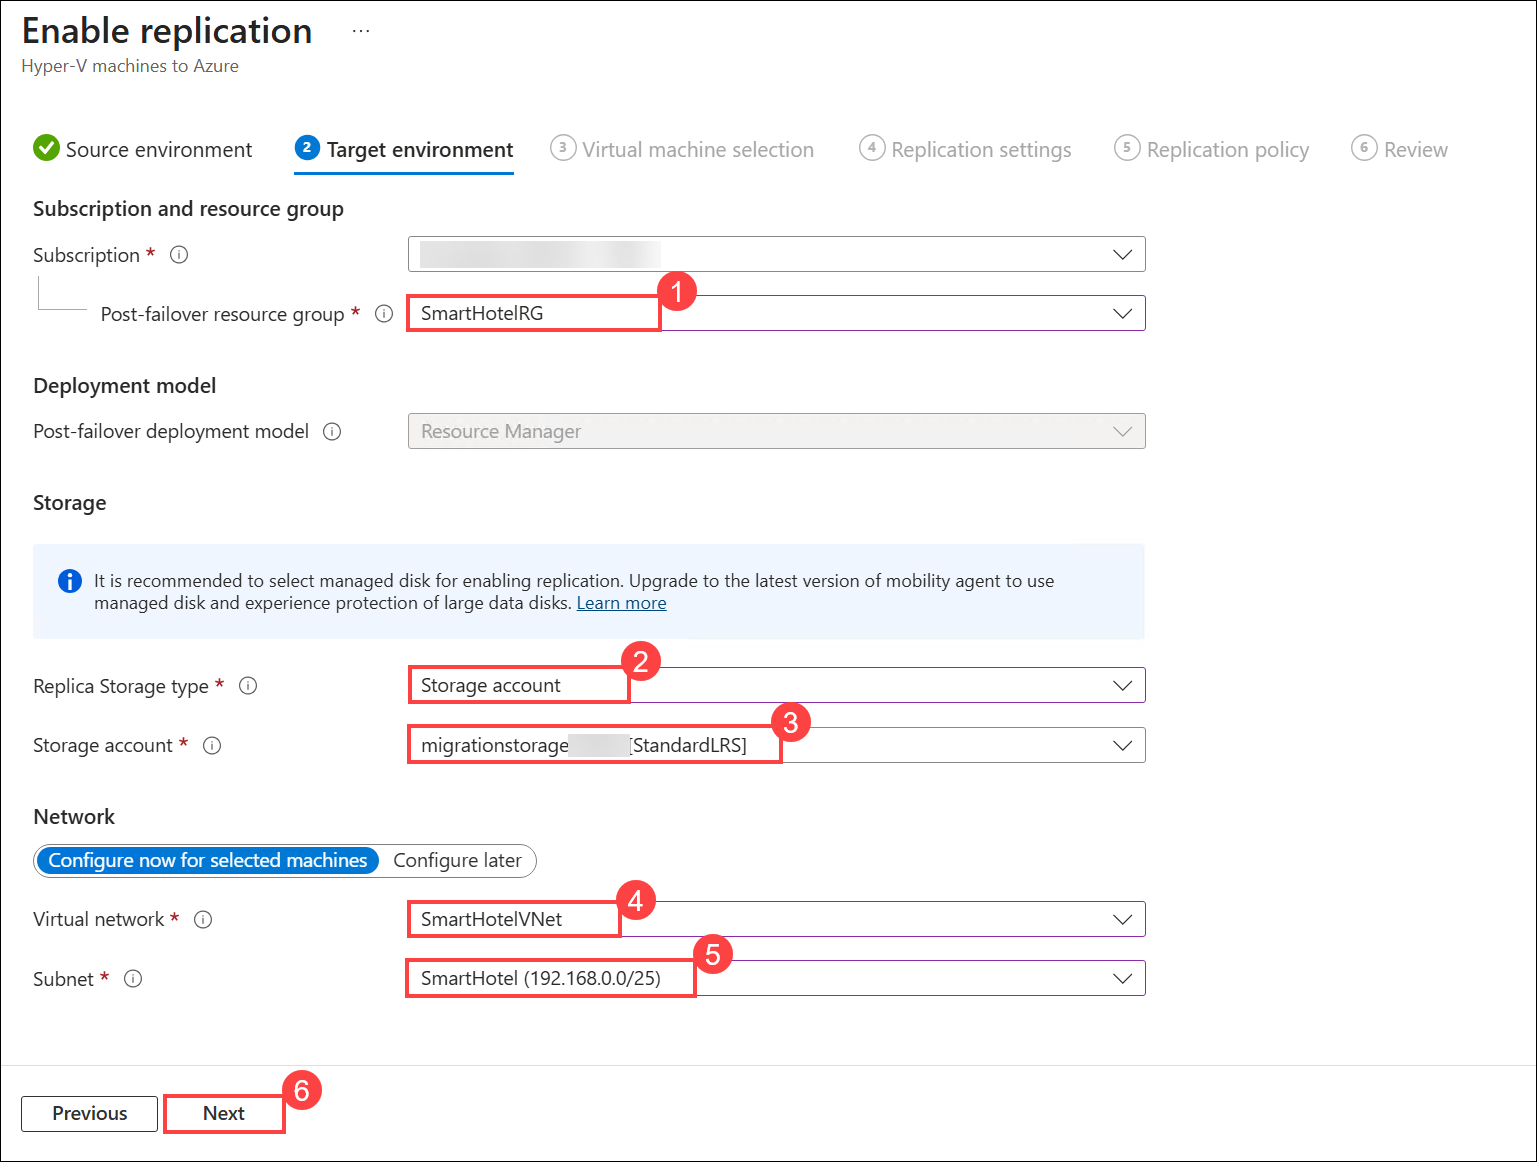 Enable replication ...
Hyper-V machines to Azure
Source environment
2 Target environment
3 Virtual machine selection
4 Replication settings
5 Replication policy
6 Review
Subscription and resource group
Subscription *
1
Post-failover resource group * SmartHotelRG
Deployment model
Post-failover deployment model Resource Manager
Storage
It is recommended to select managed disk for enabling replication. Upgrade to the latest version of mobility agent to use
managed disk and experience protection of large data disks. Learn more
2
Replica Storage type * Storage account
3
Storage account * migrationstorage [StandardLRS]
Network
Configure now for selected machines Configure later
4
Virtual network * SmartHotelVNet
5
Subnet * SmartHotel (192.168.0.0/25)
6
Previous Next